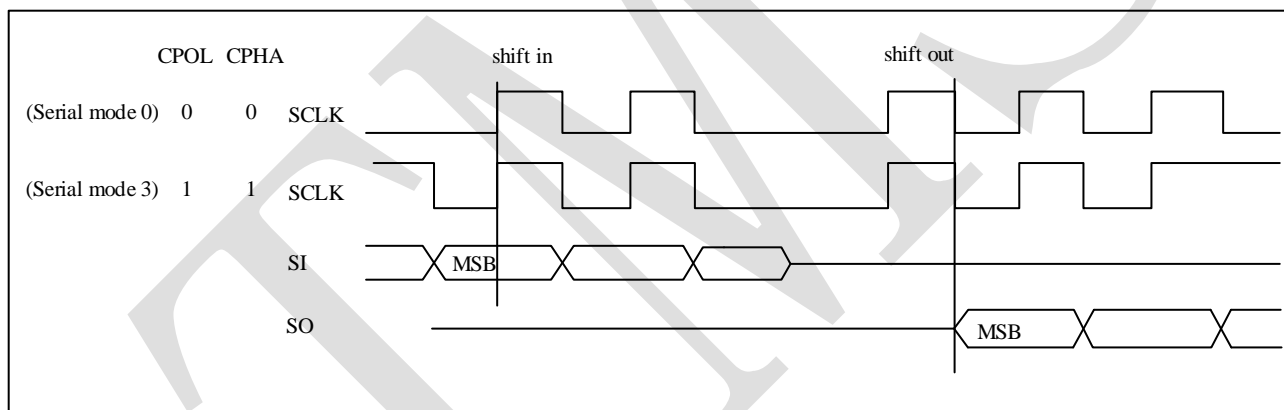 CPOL CPHA shift in shift out
(Serial mode 0) 0 0 SCLK
(Serial mode 3) 1 1 SCLK
SI MSB
SO MSB